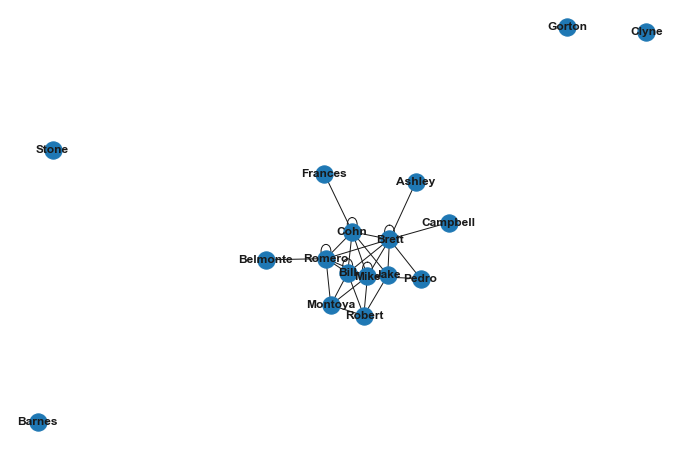 Gorton
Clyne
Stone
Frances
Ashley
Campbell
Cohn
Brett
Belmonte
Romero
Bill
Mike
Jake
Pedro
Montoya
Robert
Barnes